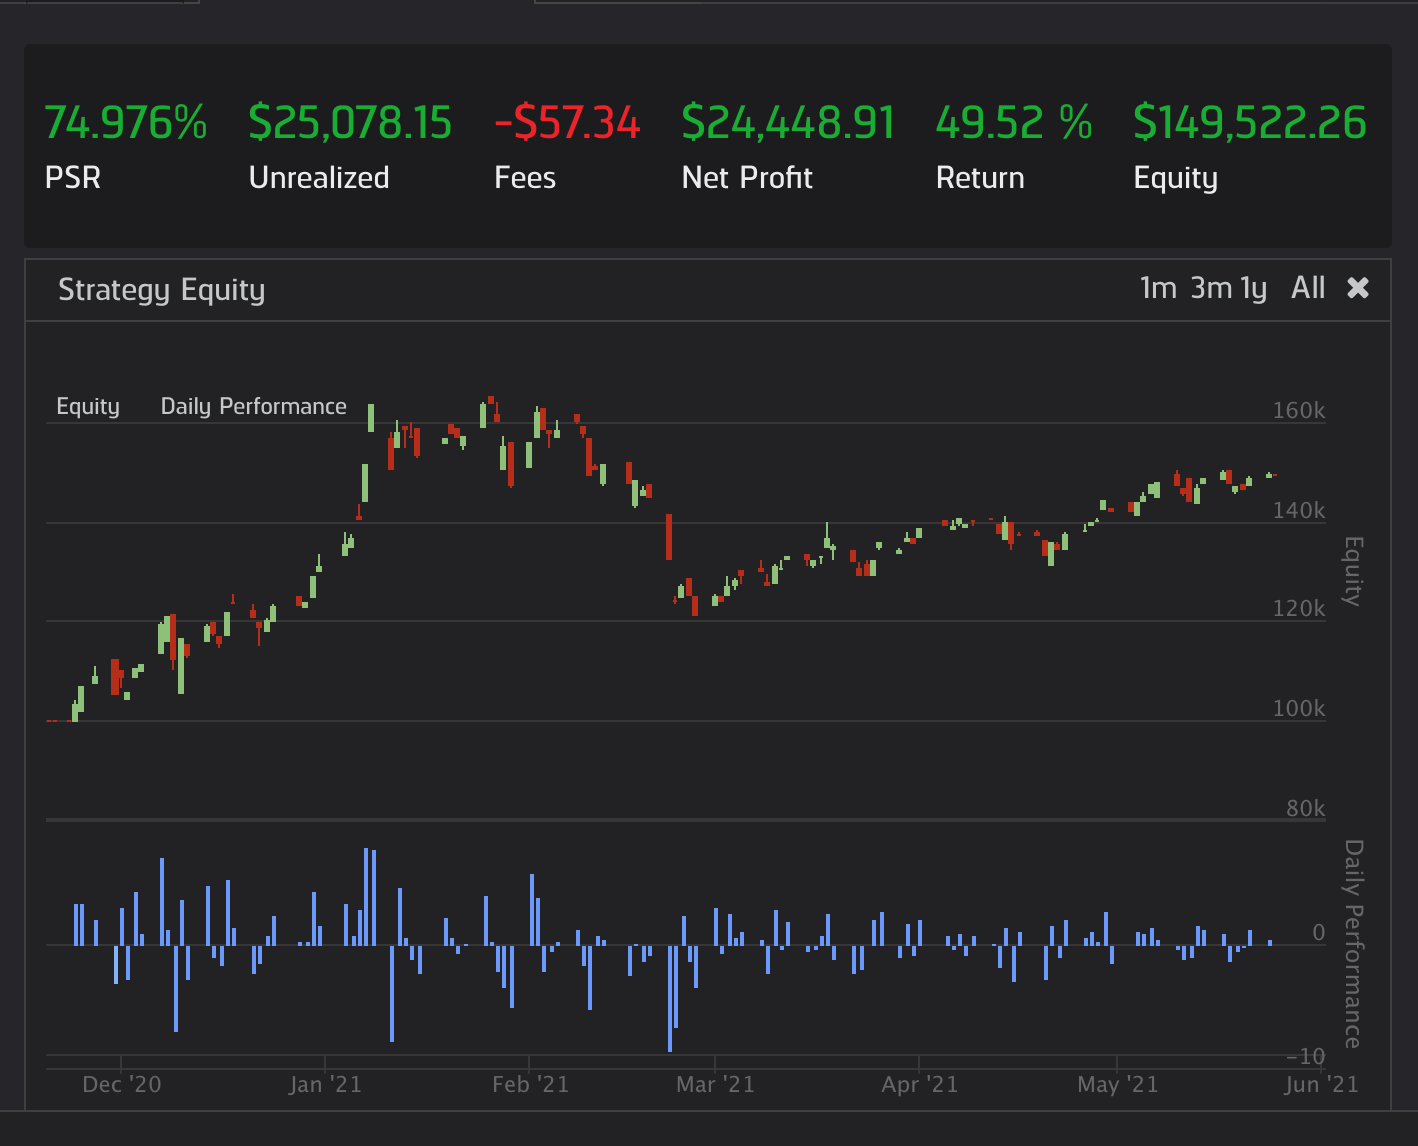 74.976% $25,078.15 -$57.34 $24,448.91 49.52 % $149,522.26
PSR Unrealized Fees Net Profit Return Equity
Strategy Equity 1m 3m 1y All ✖
Equity Daily Performance
160k
140k
Equity
120k
100k
80k
Daily Performance
0
-10
Dec '20 Jan '21 Feb '21 Mar '21 Apr '21 May '21 Jun '21